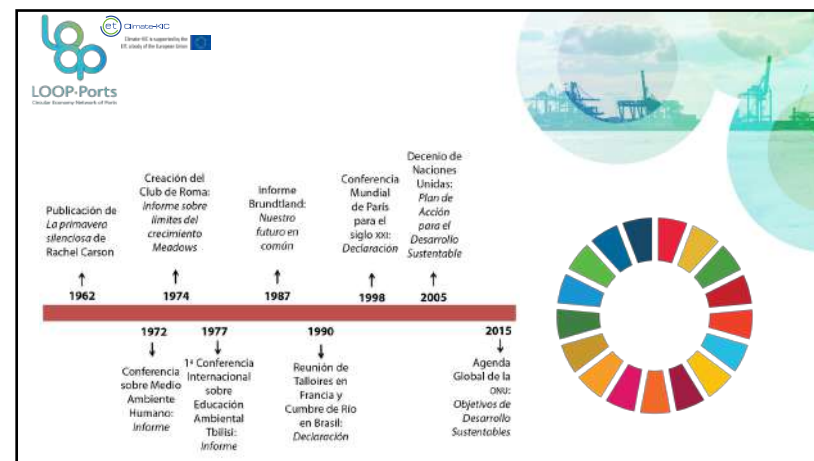 et Climate-KIC
Climate-KIC is supported by the
EIT, a body of the European Union
LOOP-Ports
Circular Economy Network of Ports
Publicación de
La primavera
silenciosa de
Rachel Carson
1962
Creación del
Club de Roma:
Informe sobre
límites del
crecimiento
Meadows
1974
Informe
Brundtland:
Nuestro
futuro en
común
1987
Conferencia
Mundial
de París
para el
siglo XXI:
Declaración
1998
Decenio de
Naciones
Unidas:
Plan de
Acción
para el
Desarrollo
Sustentable
2005
1972
Conferencia
sobre Medio
Ambiente
Humano:
Informe
1977
1ª Conferencia
Internacional
sobre
Educación
Ambiental
Tbilisi:
Informe
1990
Reunión de
Talloires en
Francia y
Cumbre de Río
en Brasil:
Declaración
2015
Agenda
Global de la
ONU:
Objetivos de
Desarrollo
Sustentables